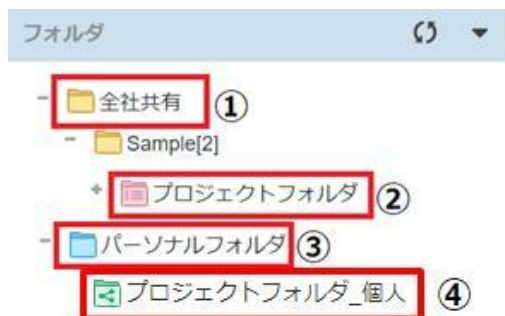 フォルダ
全社共有 ①
Sample[2]
プロジェクトフォルダ ②
パーソナルフォルダ ③
プロジェクトフォルダ_個人 ④